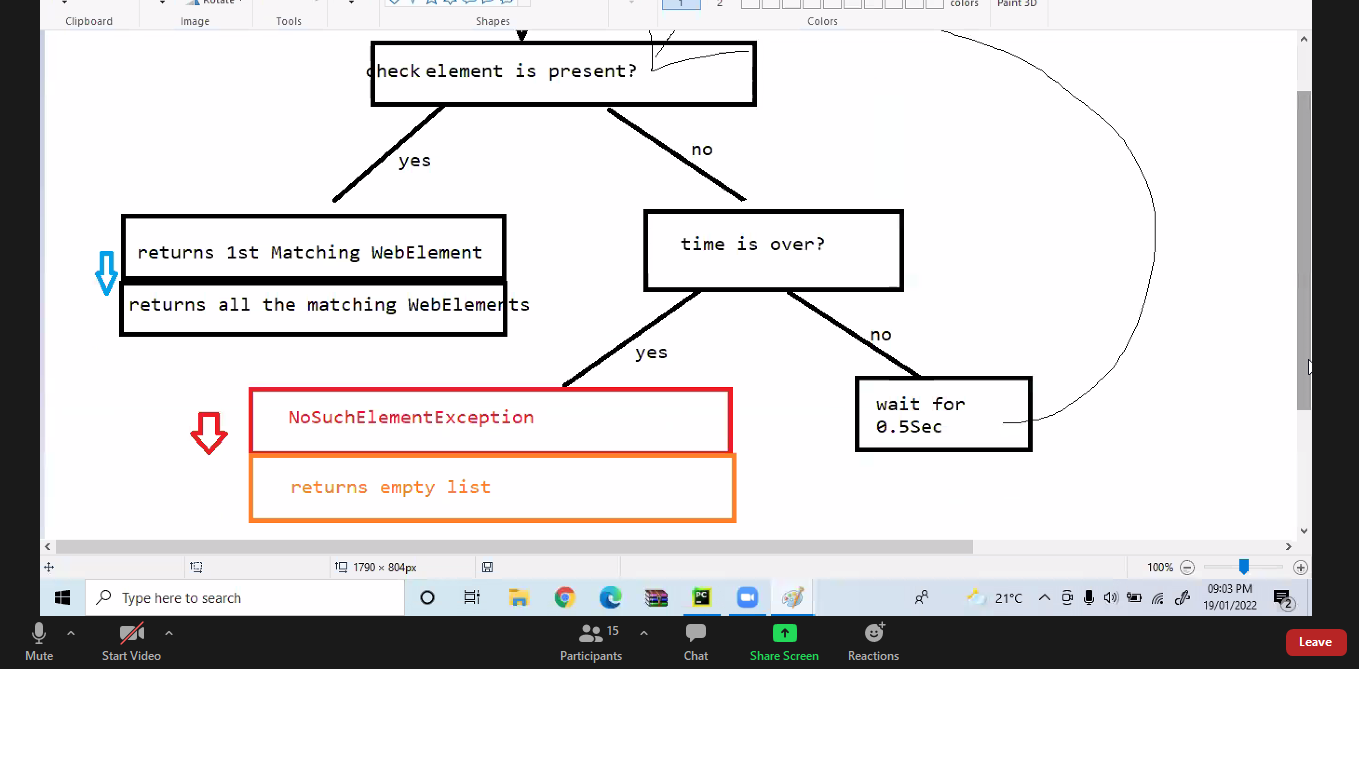 Rotate
colors
Paint 3D
1
2
Clipboard
Image
Tools
Shapes
Colors
check element is present?
yes
no
returns 1st Matching WebElement
returns all the matching WebElements
time is over?
yes
no
NoSuchElementException
returns empty list
wait for
0.5Sec
1790 × 804px
100%
Type here to search
PC
21°C
09:03 PM
19/01/2022
2
15
Mute
Start Video
Participants
Chat
Share Screen
Reactions
Leave